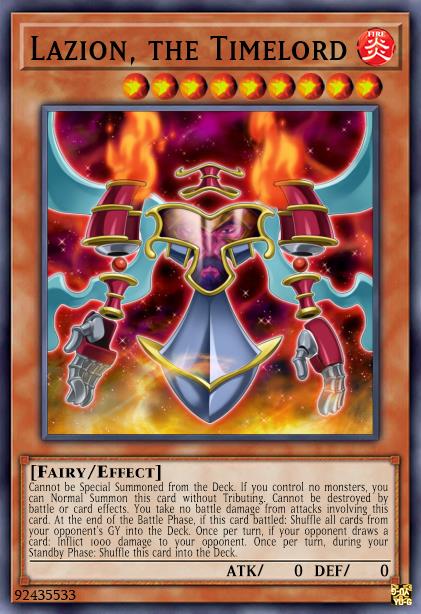 LAZION, THE TIMELORD
FIRE
炎
[FAIRY/EFFECT]
Cannot be Special Summoned from the Deck. If you control no monsters, you
can Normal Summon this card without Tributing. Cannot be destroyed by
battle or card effects. You take no battle damage from attacks involving this
card. At the end of the Battle Phase, if this card battled: Shuffle all cards from
your opponent's GY into the Deck. Once per turn, if your opponent draws a
card: Inflict 1000 damage to your opponent. Once per turn, during your
Standby Phase: Shuffle this card into the Deck.
ATK/ 0 DEF/ 0
92435533